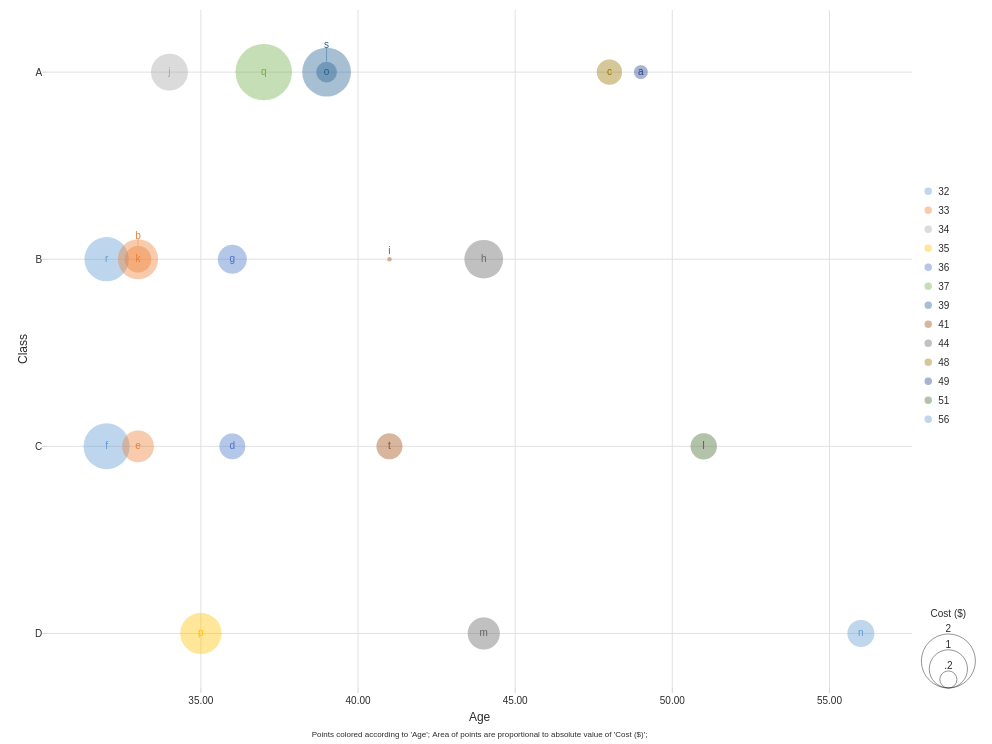 s
A
j
q
o
c
a
b
i
B
r
k
g
h
32
33
34
35
36
37
39
41
44
48
49
51
56
Class
C
f
e
d
t
l
D
p
m
n
Cost ($)
2
1
.2
35.00
40.00
45.00
50.00
55.00
Age
Points colored according to 'Age'; Area of points are proportional to absolute value of 'Cost ($)';